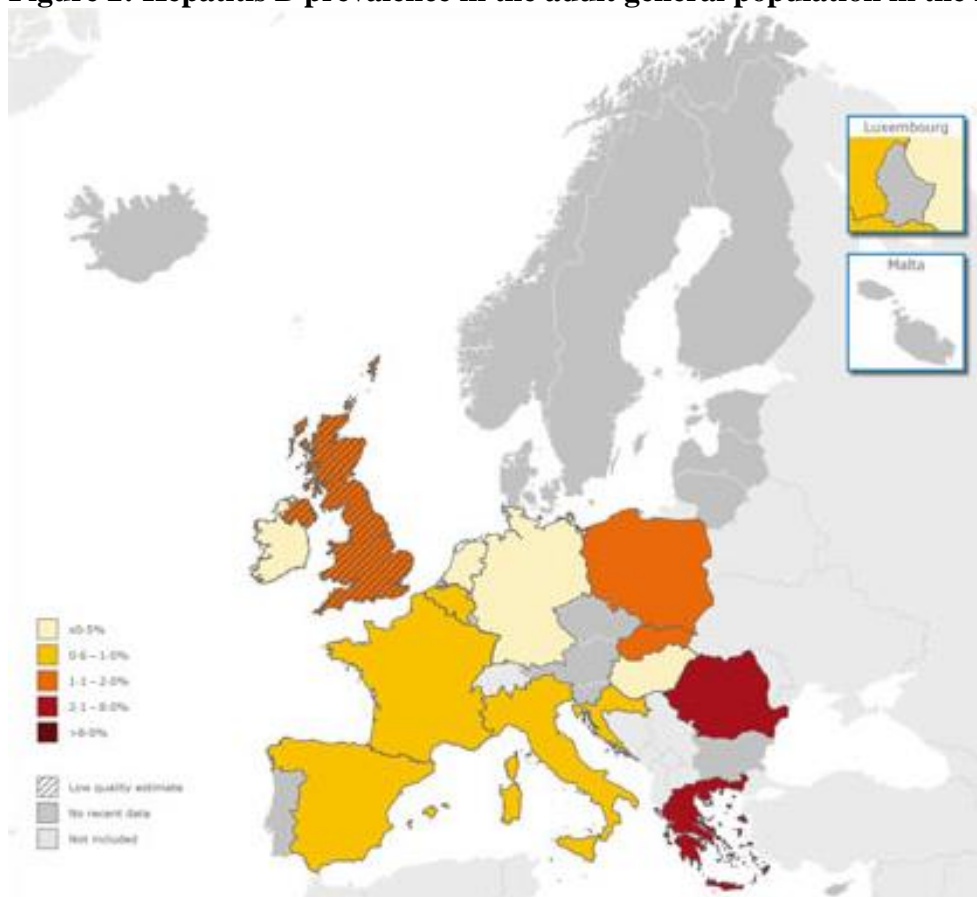 Figure 2: Hepatitis B prevalence in the adult general population in the
Luxembourg
Malta
≤0·5%
0·6 – 1·0%
1·1 – 2·0%
2·1 – 8·0%
>8·0%
Low quality estimate
No recent data
Not included